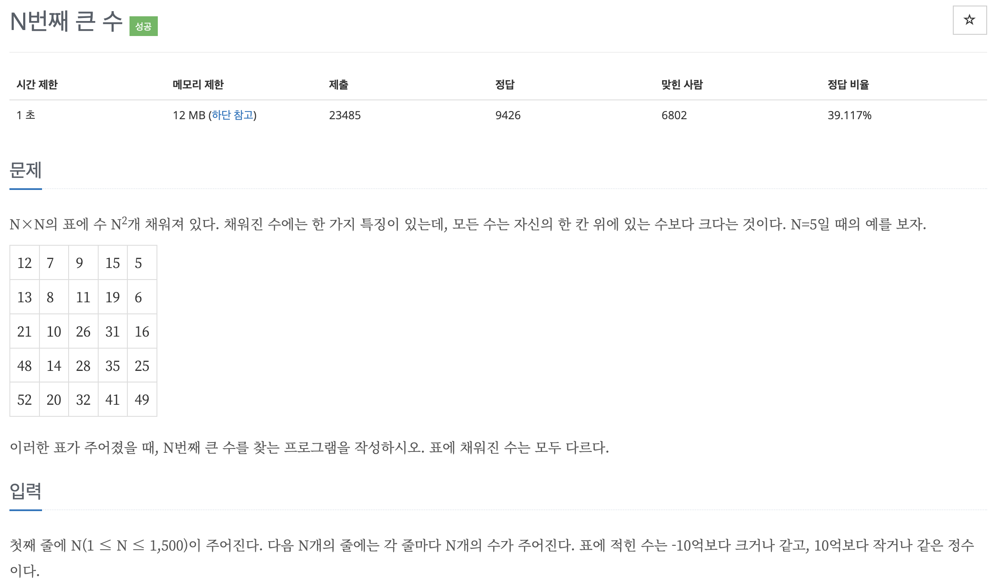 N번째 큰 수 성공
시간 제한 메모리 제한 제출 정답 맞힌 사람 정답 비율
1 초 12 MB (하단 참고) 23485 9426 6802 39.117%
문제
N×N의 표에 수 N²개 채워져 있다. 채워진 수에는 한 가지 특징이 있는데, 모든 수는 자신의 한 칸 위에 있는 수보다 크다는 것이다. N=5일 때의 예를 보자.
12 7 9 15 5
13 8 11 19 6
21 10 26 31 16
48 14 28 35 25
52 20 32 41 49
이러한 표가 주어졌을 때, N번째 큰 수를 찾는 프로그램을 작성하시오. 표에 채워진 수는 모두 다르다.
입력
첫째 줄에 N(1 ≤ N ≤ 1,500)이 주어진다. 다음 N개의 줄에는 각 줄마다 N개의 수가 주어진다. 표에 적힌 수는 -10억보다 크거나 같고, 10억보다 작거나 같은 정수
이다.